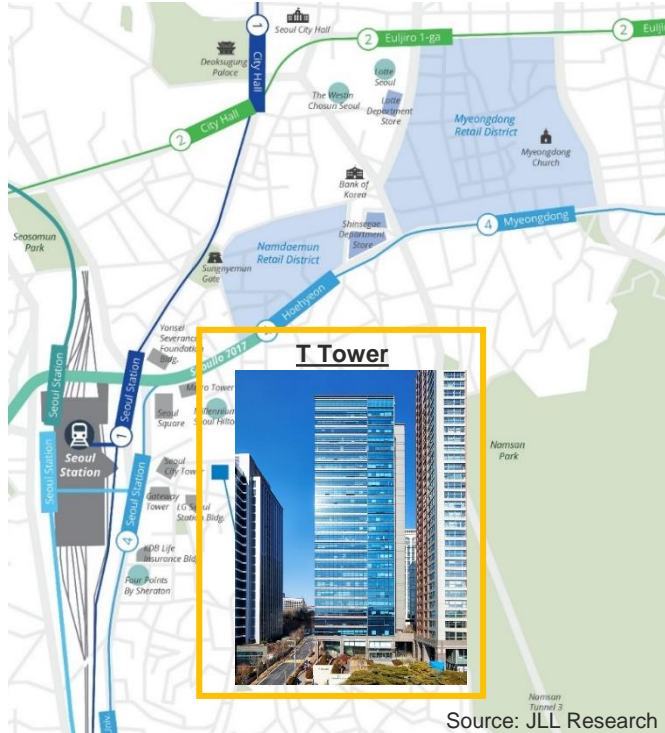 Seoul City Hall
1
City Hall
2
Euljiro 1-ga
2
Deoksugung
Palace
2
City Hall
The Westin
Chosun Seoul
Lotte
Seoul
Lotte
Department
Store
Myeongdong
Retail District
Myeongdong
Church
Bank of
Korea
Shinsegae
Department
Store
4
Myeongdong
Seosomun
Park
Namdaemun
Retail District
Sungnyemun
Gate
Hoehyeon
Yonsei
Severance
Foundation
Bldg.
Seoullo 2017
T Tower
Seoul Station
Seoul Station
Seoul
Square
Seoul
Station
1
Seoul Station
Seoul
City Tower
Gateway
Tower
LG Seoul
Station Bldg.
Seoul Station
4
KDB Life
Insurance Bldg
Four Points
By Sheraton
Namsan
Park
Namsan
Tunnel 3
Source: JLL Research